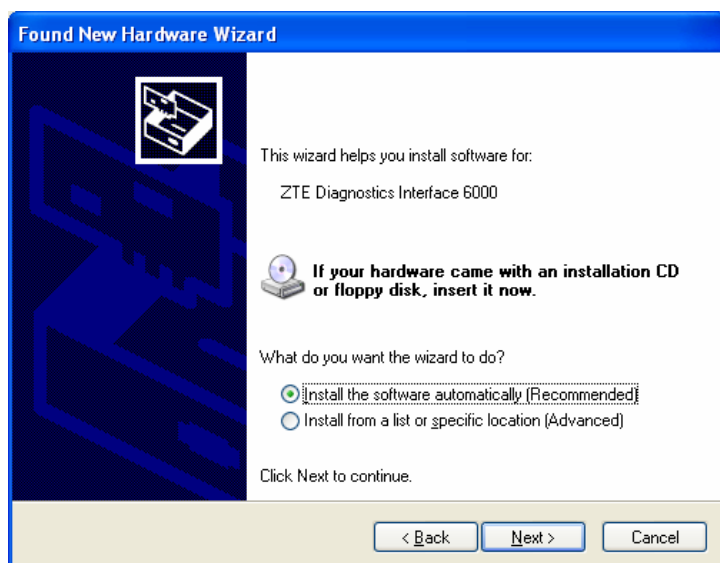 Found New Hardware Wizard
This wizard helps you install software for:
ZTE Diagnostics Interface 6000
If your hardware came with an installation CD
or floppy disk, insert it now.
What do you want the wizard to do?
Install the software automatically (Recommended)
Install from a list or specific location (Advanced)
Click Next to continue.
< Back
Next >
Cancel